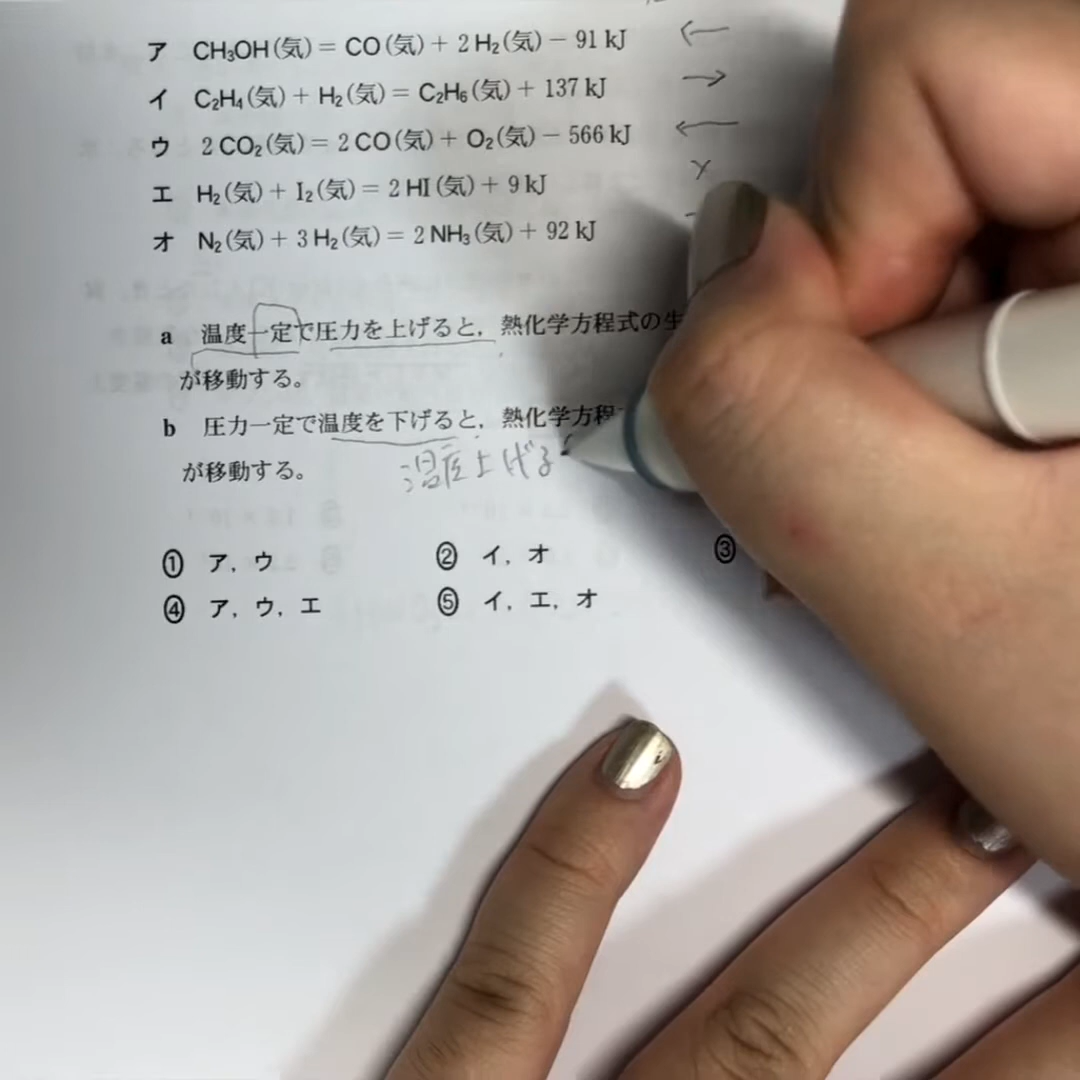 ア CH₃OH(気) = CO(気) + 2 H₂(気) − 91 kJ ←
イ C₂H₄(気) + H₂(気) = C₂H₆(気) + 137 kJ →
ウ 2 CO₂(気) = 2 CO(気) + O₂(気) − 566 kJ ←
エ H₂(気) + I₂(気) = 2 HI(気) + 9 kJ ×
オ N₂(気) + 3 H₂(気) = 2 NH₃(気) + 92 kJ
a 温度一定で圧力を上げると，熱化学方程式の生
が移動する。
b 圧力一定で温度を下げると，熱化学方程
が移動する。
温度上げる
① ア，ウ ② イ，オ ③
④ ア，ウ，エ ⑤ イ，エ，オ